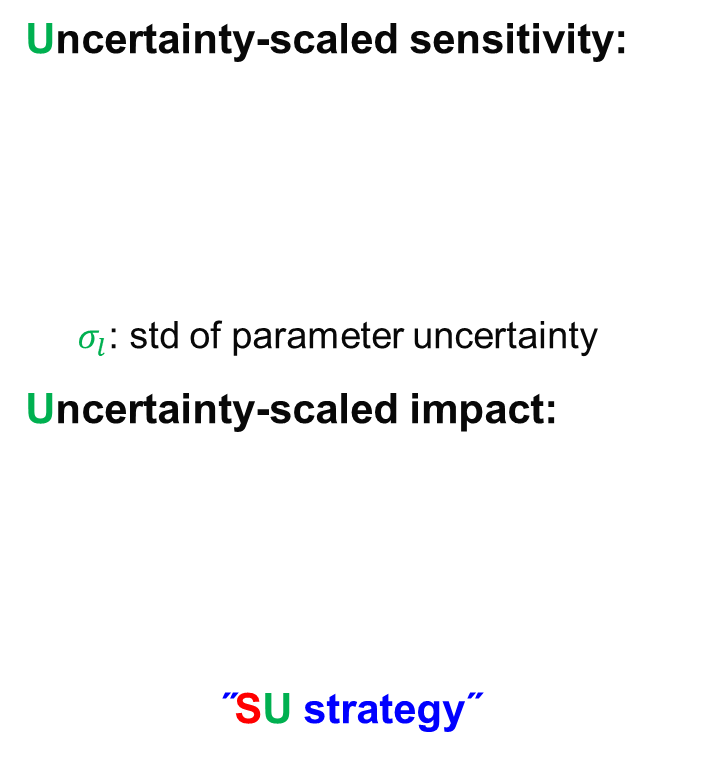 Uncertainty-scaled sensitivity:
σₗ: std of parameter uncertainty
Uncertainty-scaled impact:
˝SU strategy˝